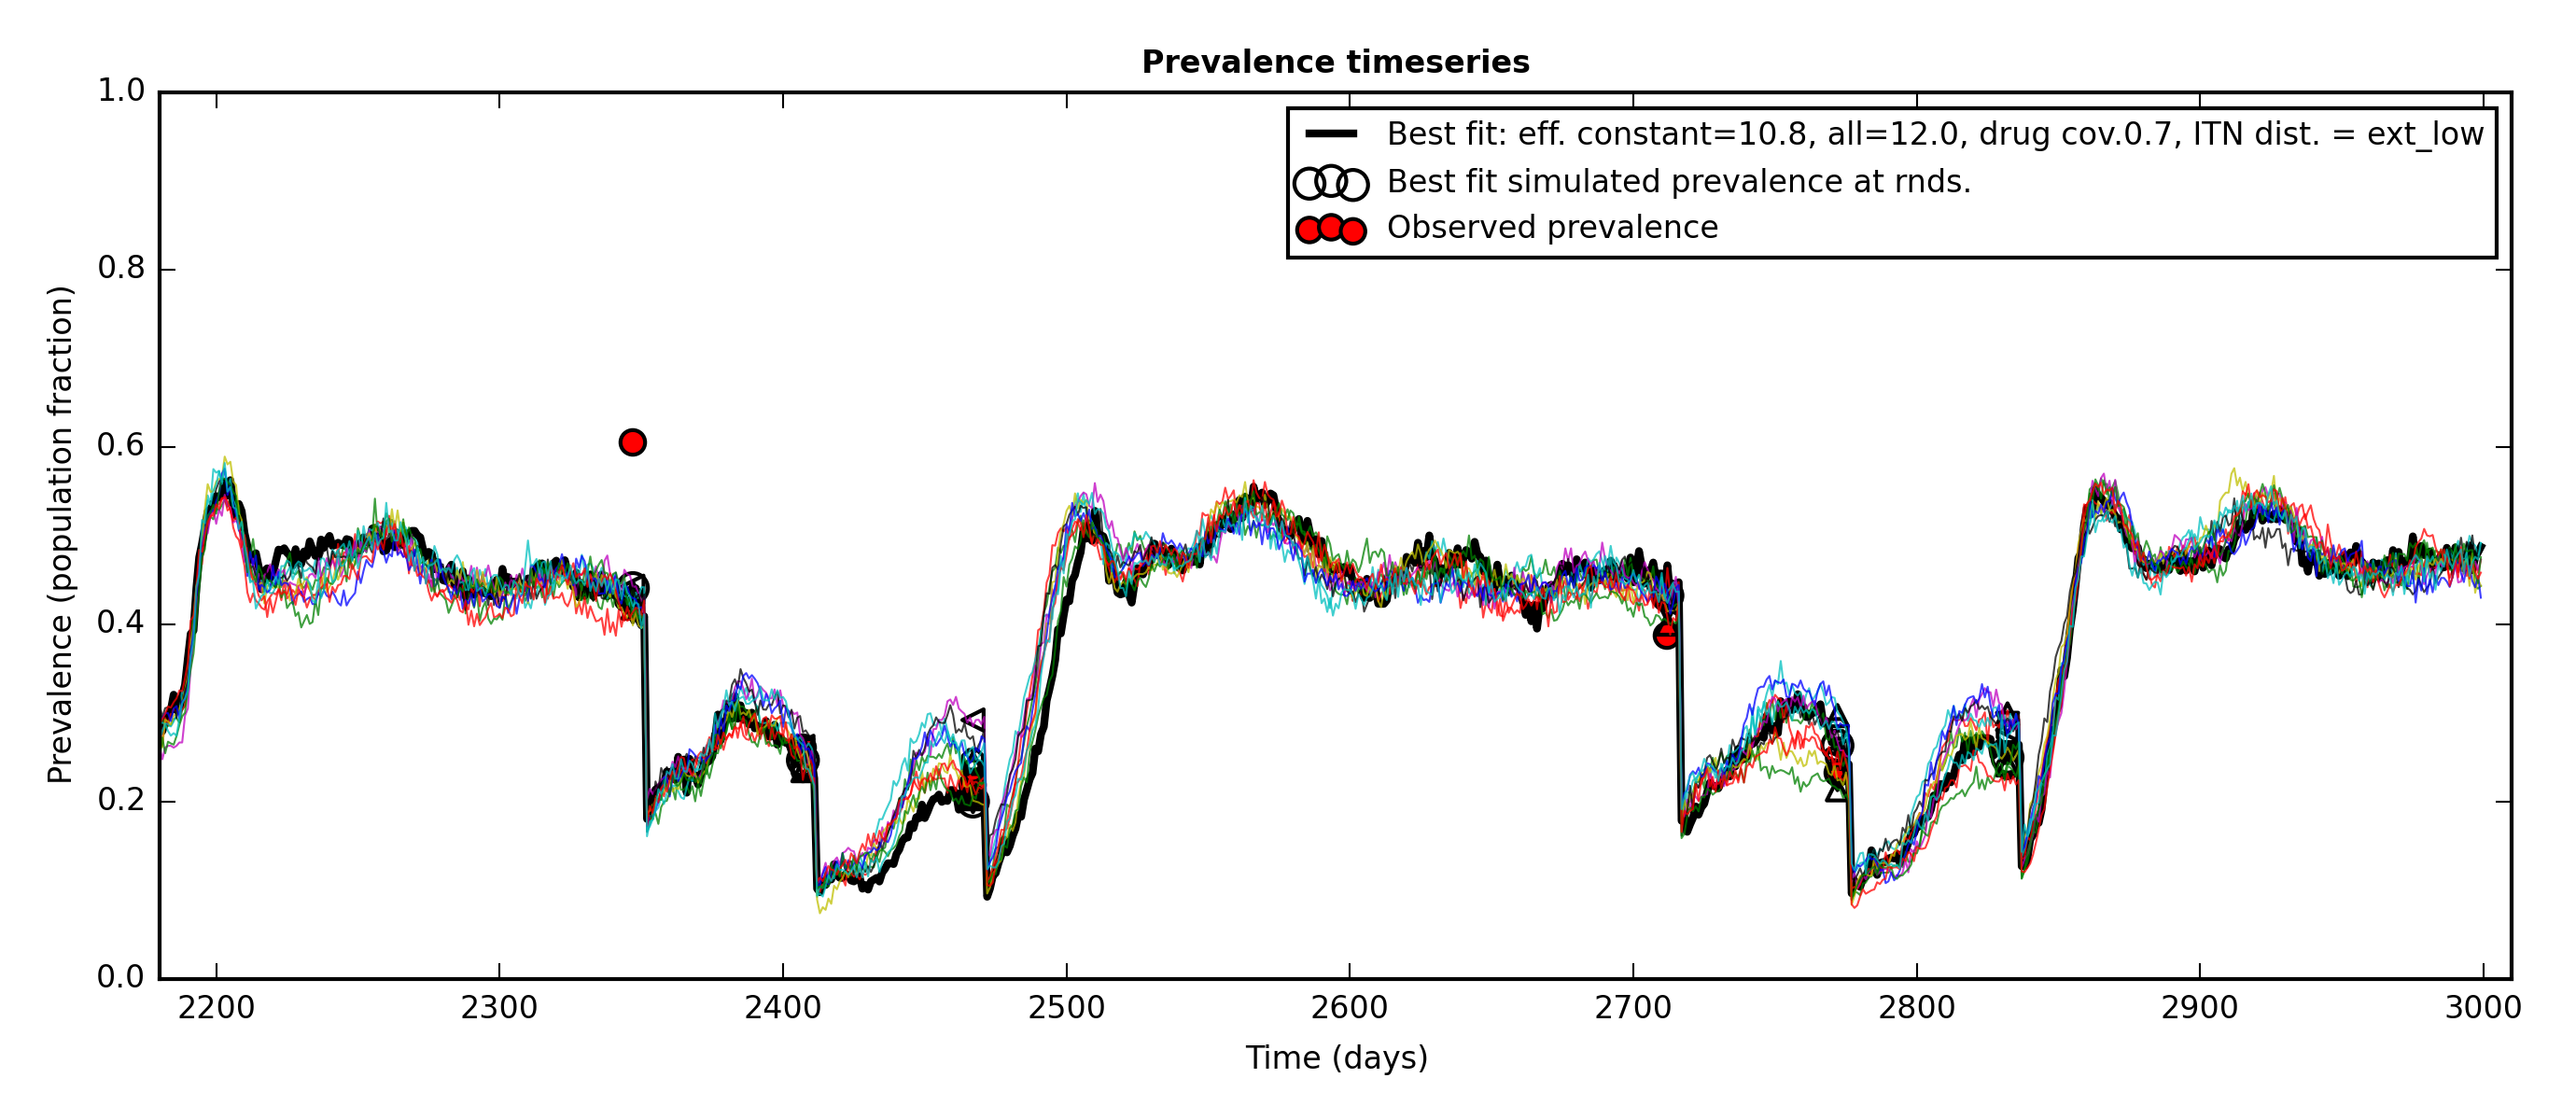 Prevalence timeseries
1.0
0.8
0.6
0.4
0.2
0.0
Prevalence (population fraction)
Best fit: eff. constant=10.8, all=12.0, drug cov.0.7, ITN dist. = ext_low
Best fit simulated prevalence at rnds.
Observed prevalence
2200 2300 2400 2500 2600 2700 2800 2900 3000
Time (days)